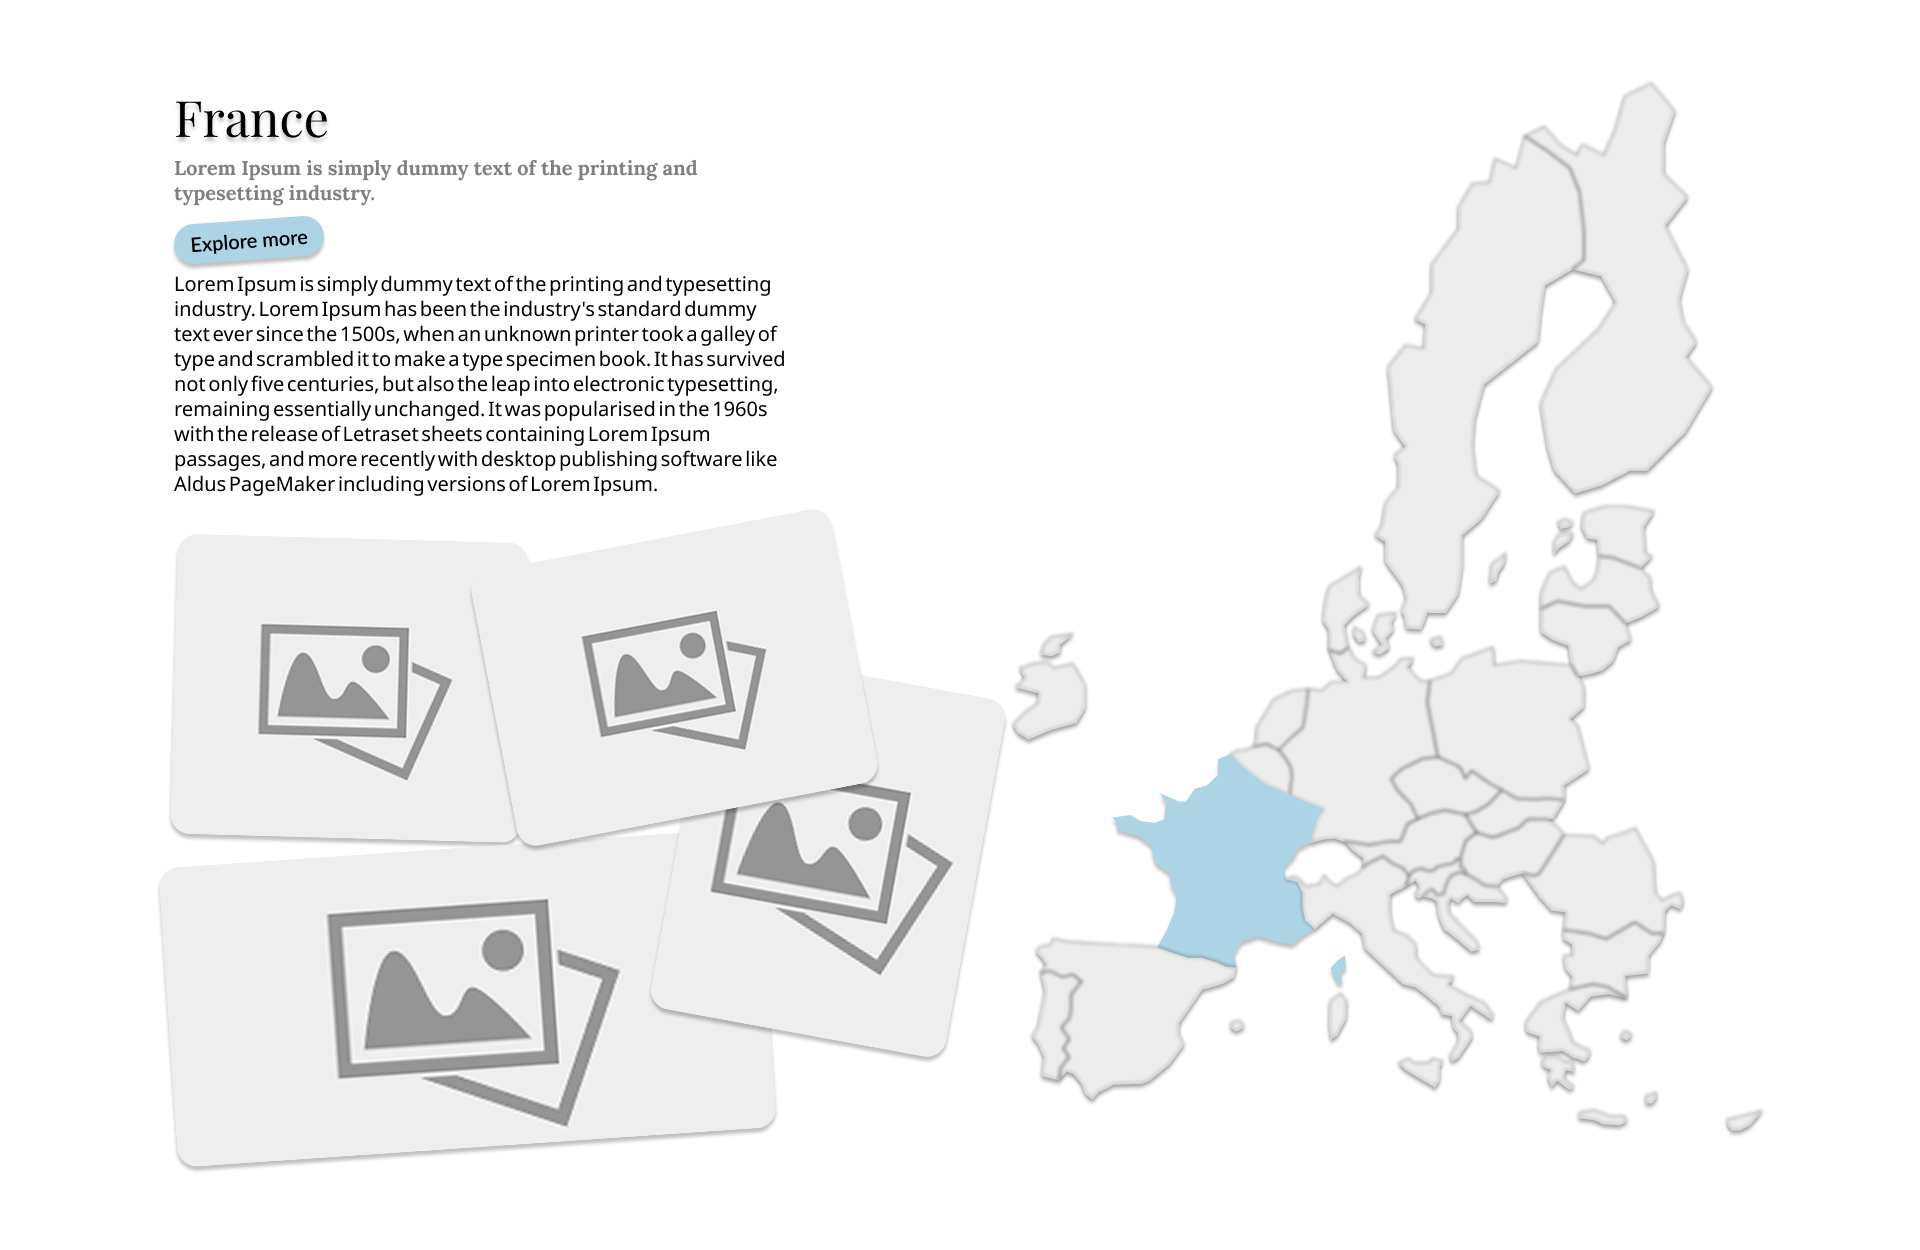 France
Lorem Ipsum is simply dummy text of the printing and
typesetting industry.
Explore more
Lorem Ipsum is simply dummy text of the printing and typesetting
industry. Lorem Ipsum has been the industry's standard dummy
text ever since the 1500s, when an unknown printer took a galley of
type and scrambled it to make a type specimen book. It has survived
not only five centuries, but also the leap into electronic typesetting,
remaining essentially unchanged. It was popularised in the 1960s
with the release of Letraset sheets containing Lorem Ipsum
passages, and more recently with desktop publishing software like
Aldus PageMaker including versions of Lorem Ipsum.